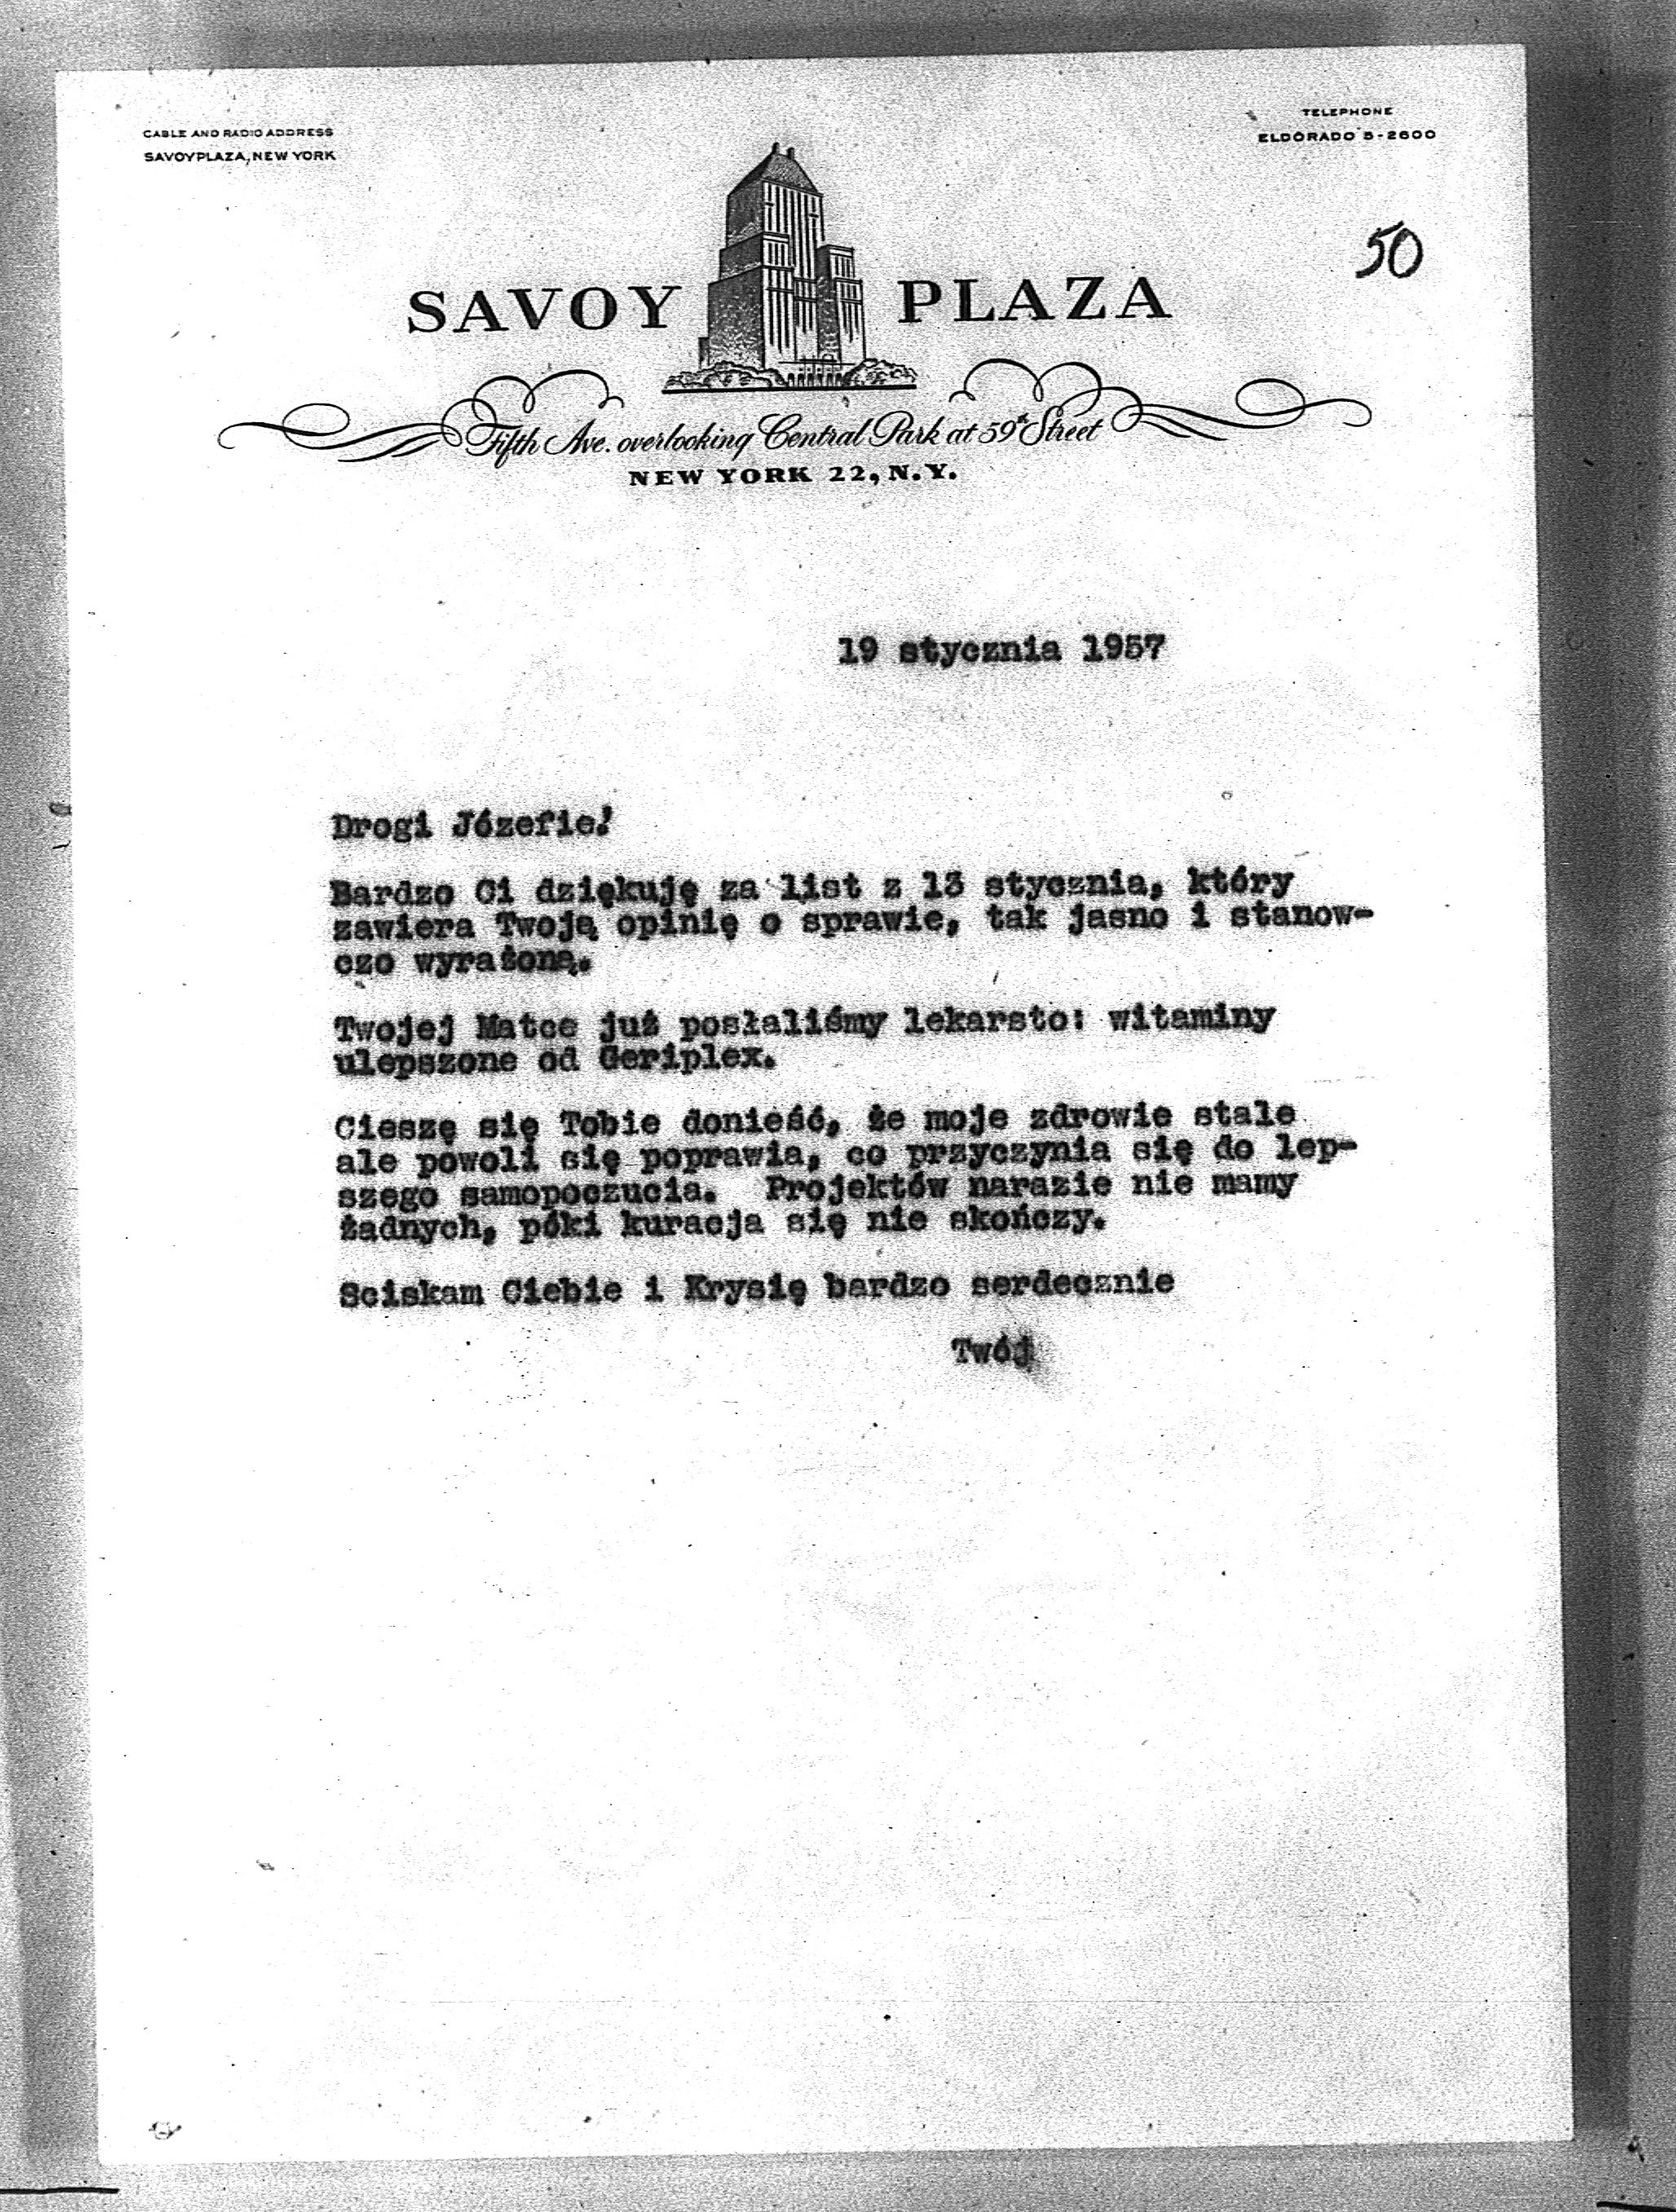 CABLE AND RADIO ADDRESS
SAVOYPLAZA, NEW YORK
TELEPHONE
ELDORADO 5-2600
50
SAVOY PLAZA
Fifth Ave. overlooking Central Park at 59th Street
NEW YORK 22, N.Y.
19 stycznia 1957
Drogi Józefie!
Bardzo Ci dziękuję za list z 13 stycznia, który
zawiera Twoją opinię o sprawie, tak jasno i stanow-
czo wyrażoną.
Twojej Matce już posłaliśmy lekarsto: witaminy
ulepszone od Geriplex.
Cieszę się Tobie donieść, że moje zdrowie stale
ale powoli się poprawia, co przyczynia się do lep-
szego samopoczucia. Projektów narazie nie mamy
żadnych, póki kuracja się nie skończy.
Sciskam Ciebie i Krysię bardzo serdecznie
Twój